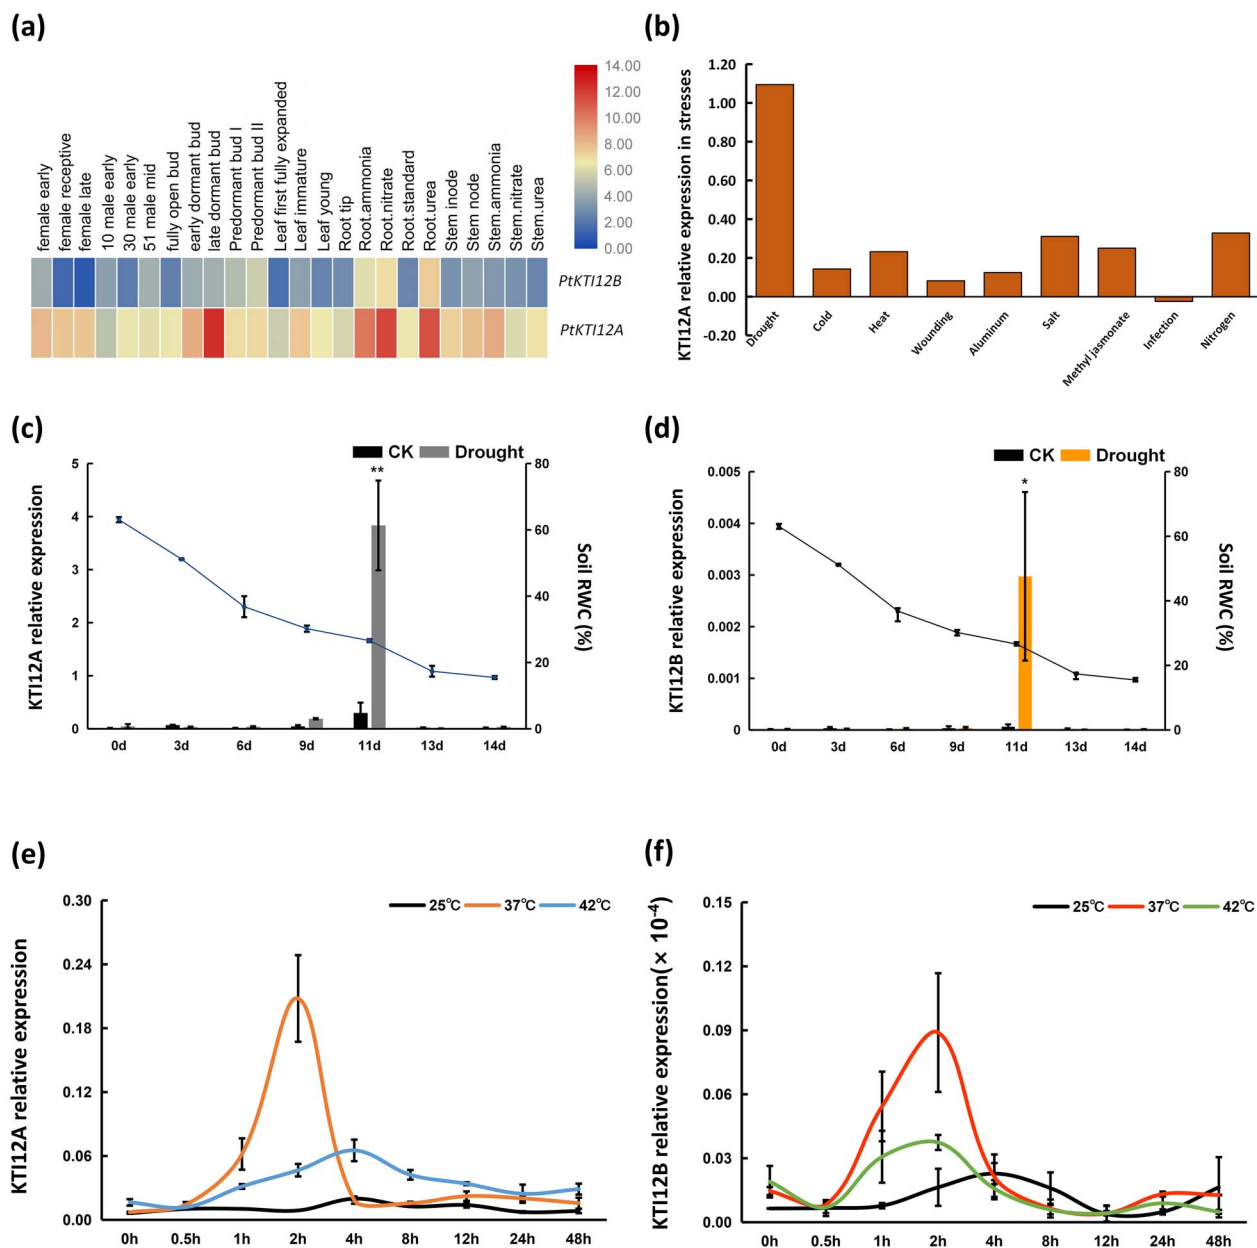 (a)
14.00
12.00
10.00
8.00
6.00
4.00
2.00
0.00
female early
female receptive
female late
10 male early
30 male early
51 male mid
fully open bud
early dormant bud
late dormant bud
Predormant bud I
Predormant bud II
Leaf first fully expanded
Leaf immature
Leaf young
Root tip
Root.ammonia
Root.nitrate
Root.standard
Root.urea
Stem inode
Stem node
Stem.ammonia
Stem.nitrate
Stem.urea
PtKTI12B
PtKTI12A
(b)
KTI12A relative expression in stresses
1.20
1.00
0.80
0.60
0.40
0.20
0.00
-0.20
Drought
Cold
Heat
Wounding
Aluminum
Salt
Methyl jasmonate
Infection
Nitrogen
(c)
CK Drought
KTI12A relative expression
5
4
3
2
1
0
**
80
60
40
20
0
Soil RWC (%)
0d 3d 6d 9d 11d 13d 14d
(d)
CK Drought
KTI12B relative expression
0.005
0.004
0.003
0.002
0.001
0
*
80
60
40
20
0
Soil RWC (%)
0d 3d 6d 9d 11d 13d 14d
(e)
25℃ 37℃ 42℃
KTI12A relative expression
0.30
0.24
0.18
0.12
0.06
0.00
0h 0.5h 1h 2h 4h 8h 12h 24h 48h
(f)
25℃ 37℃ 42℃
KTI12B relative expression(× 10⁻⁴)
0.15
0.12
0.09
0.06
0.03
0.00
0h 0.5h 1h 2h 4h 8h 12h 24h 48h